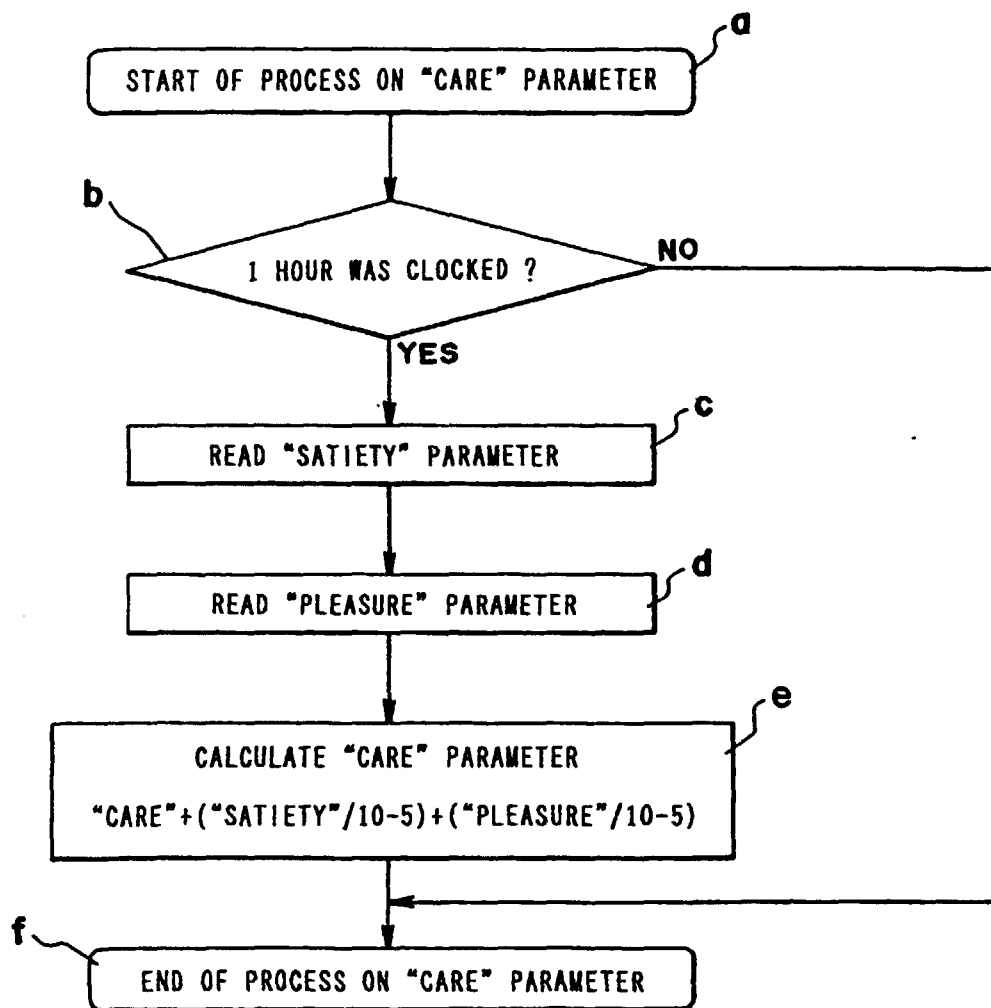 a
START OF PROCESS ON “CARE” PARAMETER
b
1 HOUR WAS CLOCKED ?
NO
YES
c
READ “SATIETY” PARAMETER
d
READ “PLEASURE” PARAMETER
e
CALCULATE “CARE” PARAMETER
“CARE”+(“SATIETY”/10-5)+(“PLEASURE”/10-5)
f
END OF PROCESS ON “CARE” PARAMETER